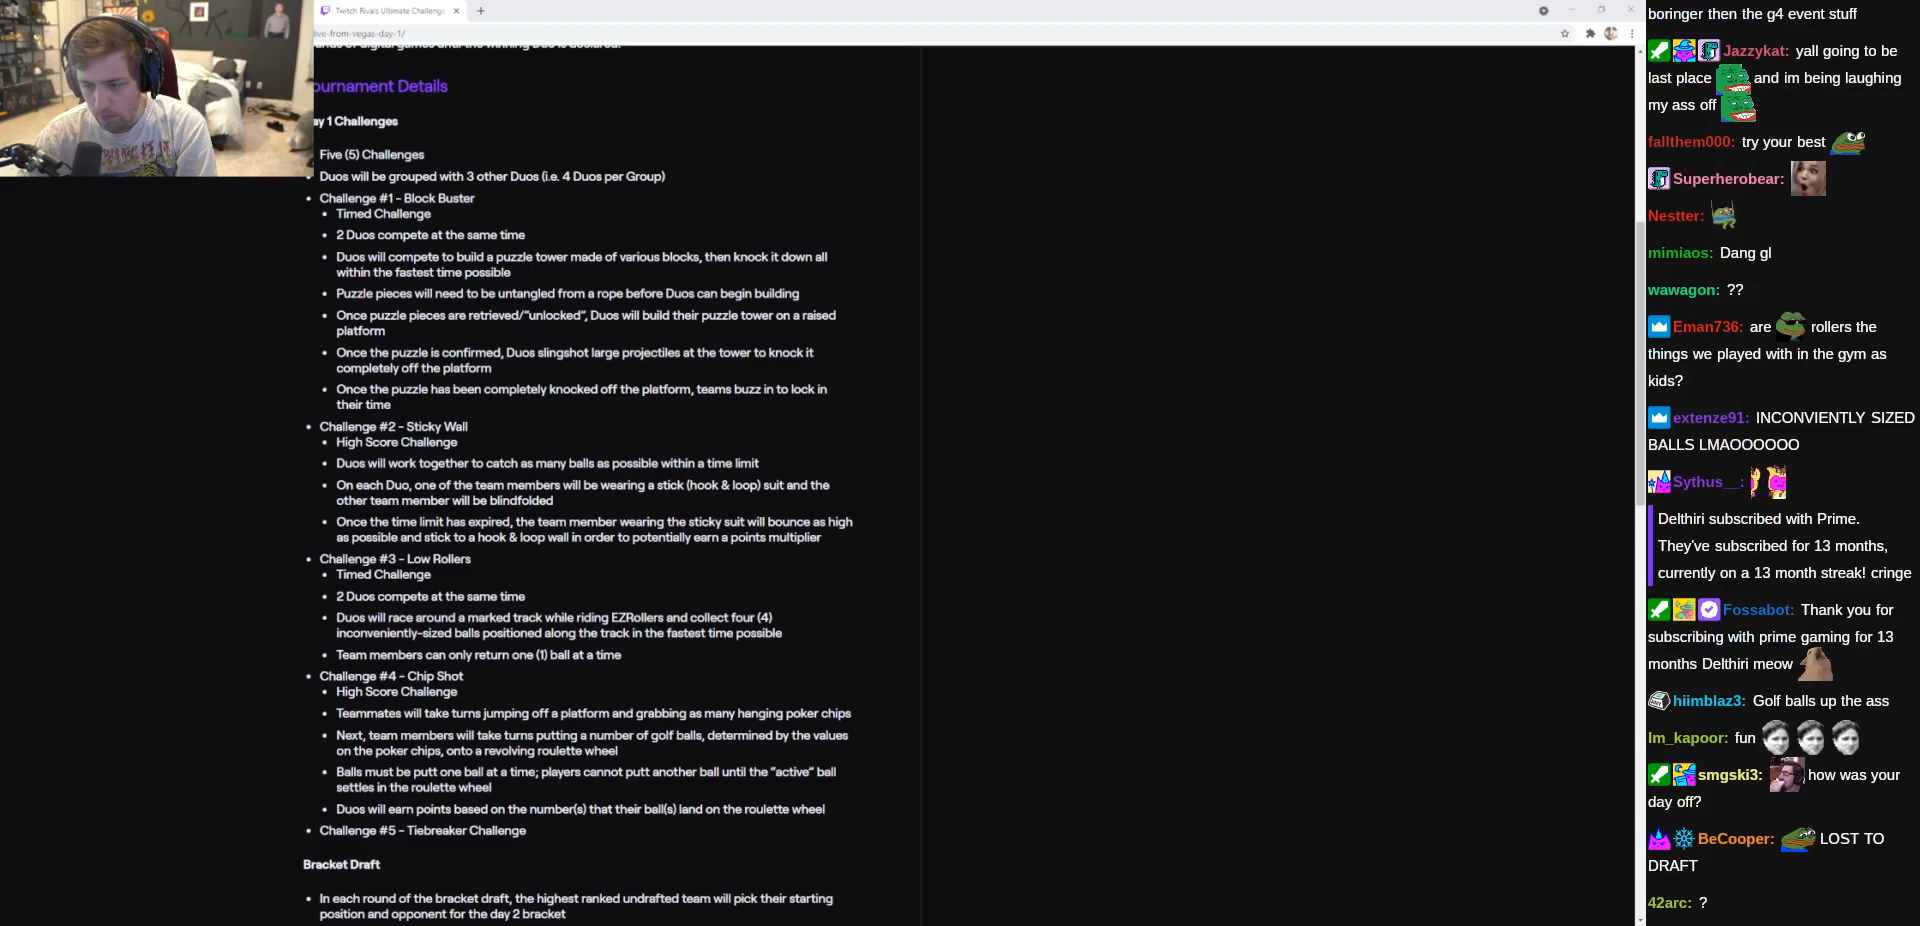 Twitch Rivals Ultimate Challenge
ive-from-vegas-day-1/
ands of digital games until the winning Duo is declared.
ournament Details
ay 1 Challenges
Five (5) Challenges
• Duos will be grouped with 3 other Duos (i.e. 4 Duos per Group)
• Challenge #1 - Block Buster
• Timed Challenge
• 2 Duos compete at the same time
• Duos will compete to build a puzzle tower made of various blocks, then knock it down all
within the fastest time possible
• Puzzle pieces will need to be untangled from a rope before Duos can begin building
• Once puzzle pieces are retrieved/"unlocked", Duos will build their puzzle tower on a raised
platform
• Once the puzzle is confirmed, Duos slingshot large projectiles at the tower to knock it
completely off the platform
• Once the puzzle has been completely knocked off the platform, teams buzz in to lock in
their time
• Challenge #2 - Sticky Wall
• High Score Challenge
• Duos will work together to catch as many balls as possible within a time limit
• On each Duo, one of the team members will be wearing a stick (hook & loop) suit and the
other team member will be blindfolded
• Once the time limit has expired, the team member wearing the sticky suit will bounce as high
as possible and stick to a hook & loop wall in order to potentially earn a points multiplier
• Challenge #3 - Low Rollers
• Timed Challenge
• 2 Duos compete at the same time
• Duos will race around a marked track while riding EZRollers and collect four (4)
inconveniently-sized balls positioned along the track in the fastest time possible
• Team members can only return one (1) ball at a time
• Challenge #4 - Chip Shot
• High Score Challenge
• Teammates will take turns jumping off a platform and grabbing as many hanging poker chips
• Next, team members will take turns putting a number of golf balls, determined by the values
on the poker chips, onto a revolving roulette wheel
• Balls must be putt one ball at a time; players cannot putt another ball until the "active" ball
settles in the roulette wheel
• Duos will earn points based on the number(s) that their ball(s) land on the roulette wheel
• Challenge #5 - Tiebreaker Challenge
Bracket Draft
• In each round of the bracket draft, the highest ranked undrafted team will pick their starting
position and opponent for the day 2 bracket
boringer then the g4 event stuff
Jazzykat: yall going to be
last place and im being laughing
my ass off
fallthem000: try your best
Superherobear:
Nestter:
mimiaos: Dang gl
wawagon: ??
Eman736: are rollers the
things we played with in the gym as
kids?
extenze91: INCONVIENTLY SIZED
BALLS LMAOOOOOO
Sythus__:
Delthiri subscribed with Prime.
They've subscribed for 13 months,
currently on a 13 month streak! cringe
Fossabot: Thank you for
subscribing with prime gaming for 13
months Delthiri meow
hiimblaz3: Golf balls up the ass
Im_kapoor: fun
smgski3: how was your
day off?
BeCooper: LOST TO
DRAFT
42arc: ?